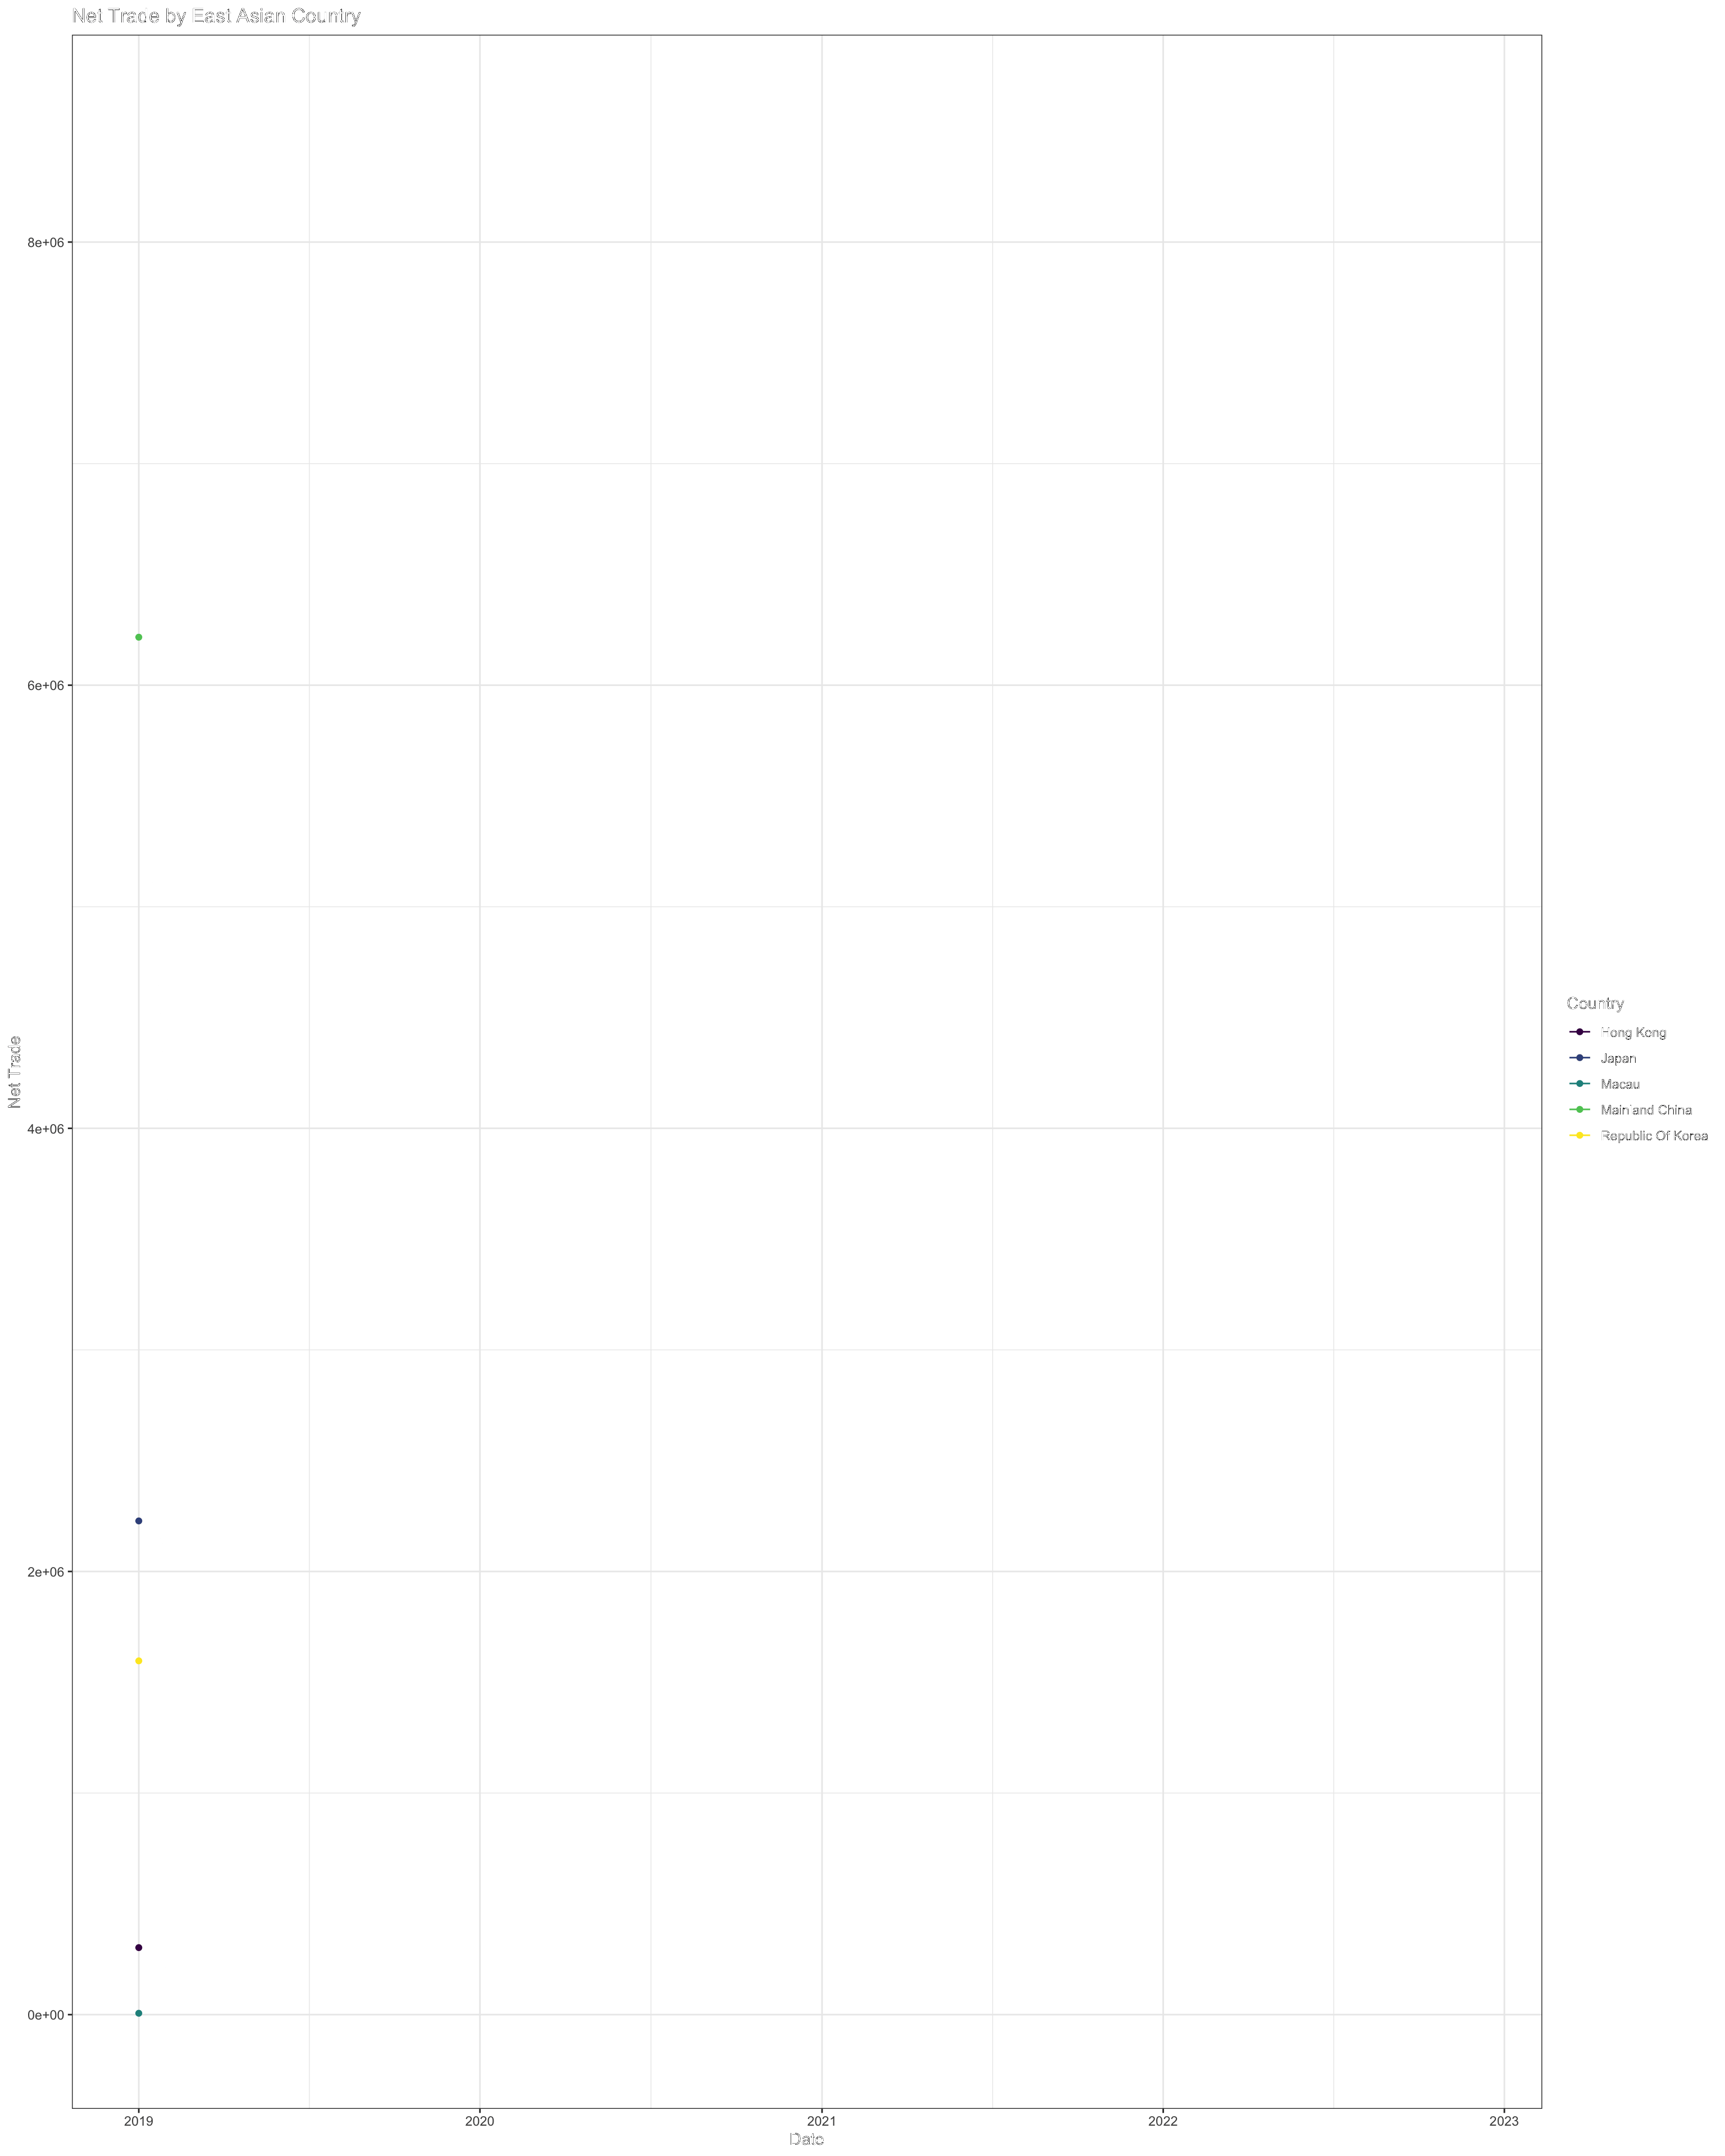 Net Trade by East Asian Country
8e+06
6e+06
4e+06
2e+06
0e+00
Net Trade
2019 2020 2021 2022 2023
Date
Country
Hong Kong
Japan
Macau
Mainland China
Republic Of Korea